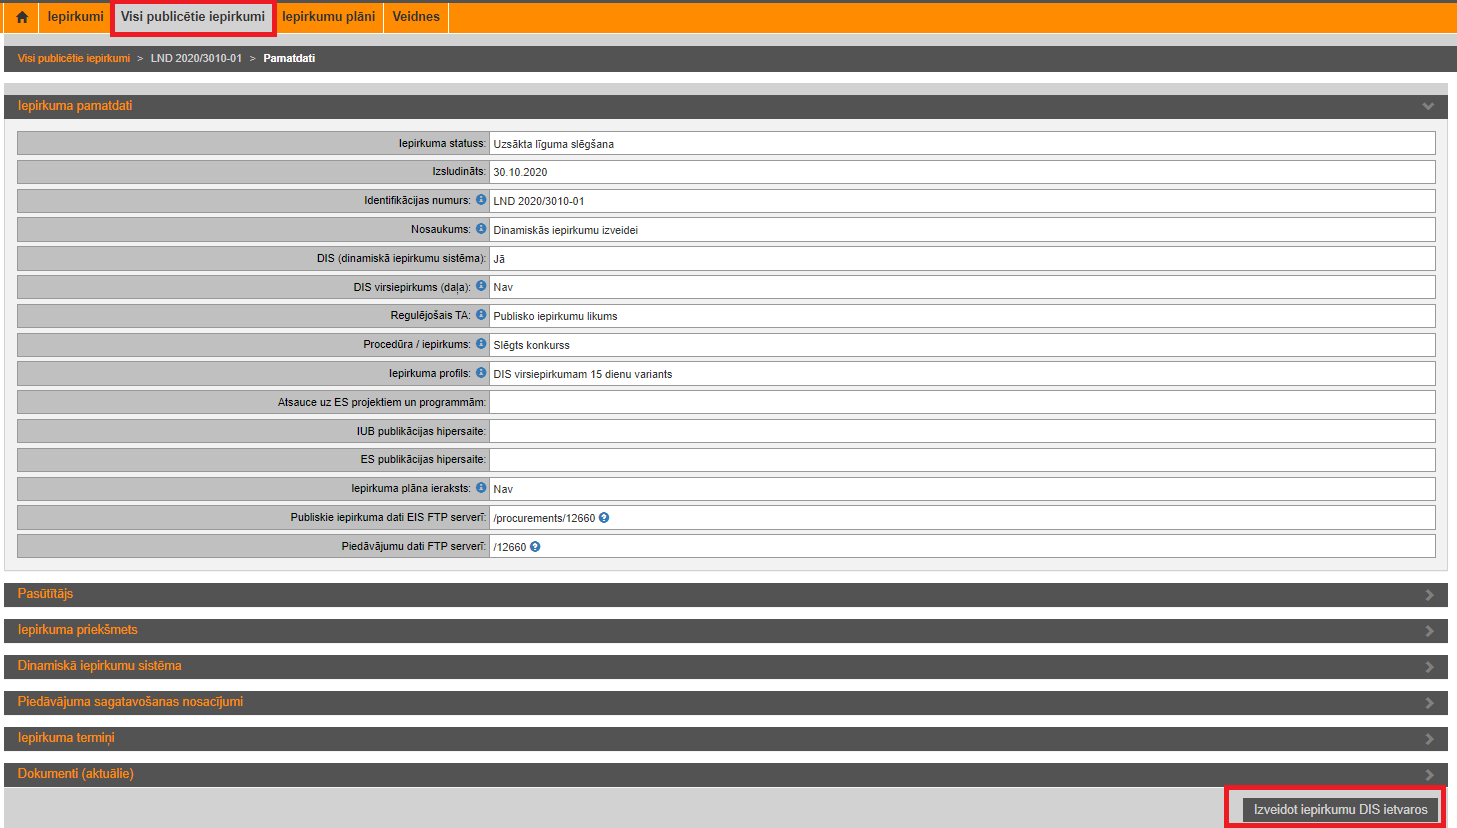 Iepirkumi Visi publicētie iepirkumi Iepirkumu plāni Veidnes
Visi publicētie iepirkumi > LND 2020/3010-01 > Pamatdati
Iepirkuma pamatdati
Iepirkuma statuss: Uzsākta līguma slēgšana
Izsludināts: 30.10.2020
Identifikācijas numurs: LND 2020/3010-01
Nosaukums: Dinamiskās iepirkumu izveidei
DIS (dinamiskā iepirkumu sistēma): Jā
DIS virsiepirkums (daļa): Nav
Regulējošais TA: Publisko iepirkumu likums
Procedūra / iepirkums: Slēgts konkurss
Iepirkuma profils: DIS virsiepirkumam 15 dienu variants
Atsauce uz ES projektiem un programmām:
IUB publikācijas hipersaite:
ES publikācijas hipersaite:
Iepirkuma plāna ieraksts: Nav
Publiskie iepirkuma dati EIS FTP serverī: /procurements/12660
Piedāvājumu dati FTP serverī: /12660
Pasūtītājs
Iepirkuma priekšmets
Dinamiskā iepirkumu sistēma
Piedāvājuma sagatavošanas nosacījumi
Iepirkuma termiņi
Dokumenti (aktuālie)
Izveidot iepirkumu DIS ietvaros